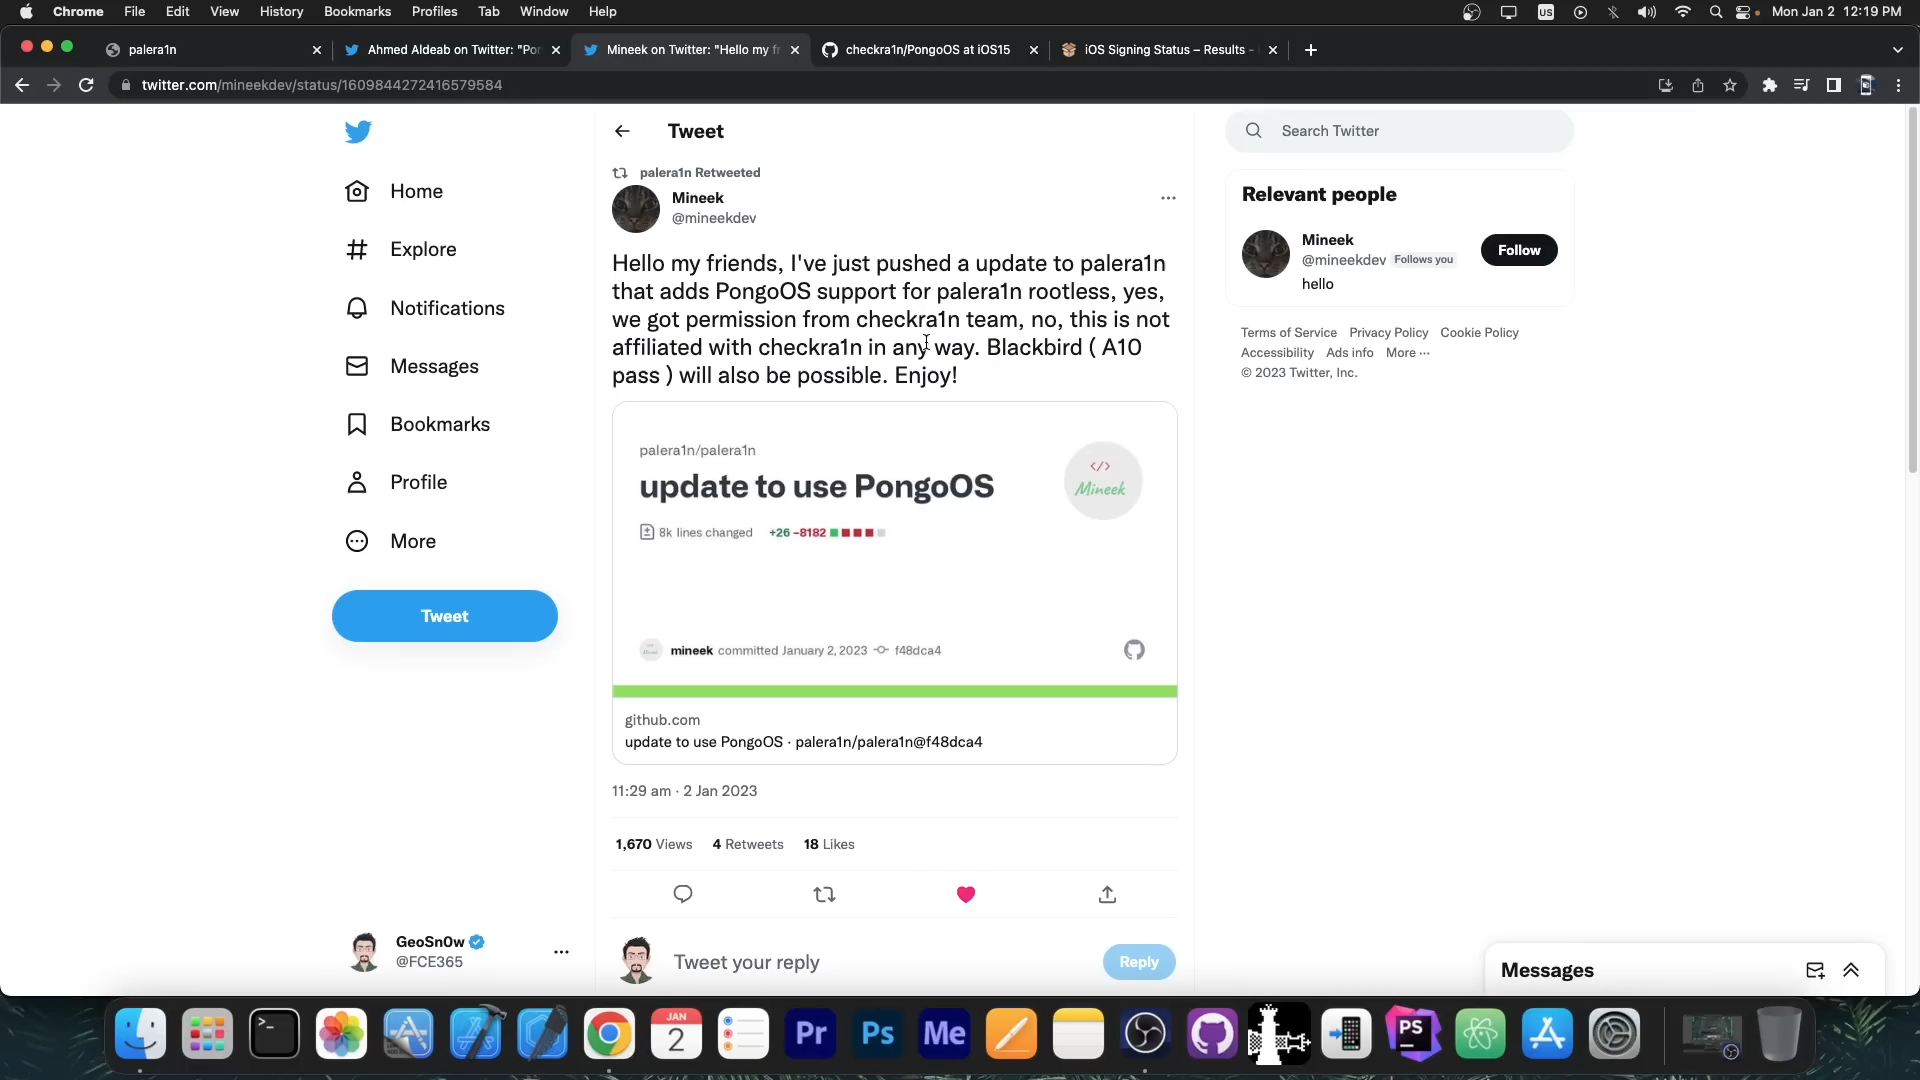 Chrome File Edit View History Bookmarks Profiles Tab Window Help
US
Mon Jan 2 12:19 PM
palera1n
Ahmed Aldeab on Twitter: "Po
Mineek on Twitter: "Hello my f
checkra1n/PongoOS at iOS15
iOS Signing Status – Results -
twitter.com/mineekdev/status/1609844272416579584
Home
Explore
Notifications
Messages
Bookmarks
Profile
More
Tweet
GeoSn0w
@FCE365
Tweet
palera1n Retweeted
Mineek
@mineekdev
Hello my friends, I've just pushed a update to palera1n
that adds PongoOS support for palera1n rootless, yes,
we got permission from checkra1n team, no, this is not
affiliated with checkra1n in any way. Blackbird ( A10
pass ) will also be possible. Enjoy!
palera1n/palera1n
update to use PongoOS
</>
Mineek
8k lines changed +26 −8182
mineek committed January 2, 2023 f48dca4
github.com
update to use PongoOS · palera1n/palera1n@f48dca4
11:29 am · 2 Jan 2023
1,670 Views 4 Retweets 18 Likes
Tweet your reply
Reply
Search Twitter
Relevant people
Mineek
@mineekdev Follows you
hello
Follow
Terms of Service Privacy Policy Cookie Policy
Accessibility Ads info More ···
© 2023 Twitter, Inc.
Messages
JAN
2
Pr
Ps
Me
PS